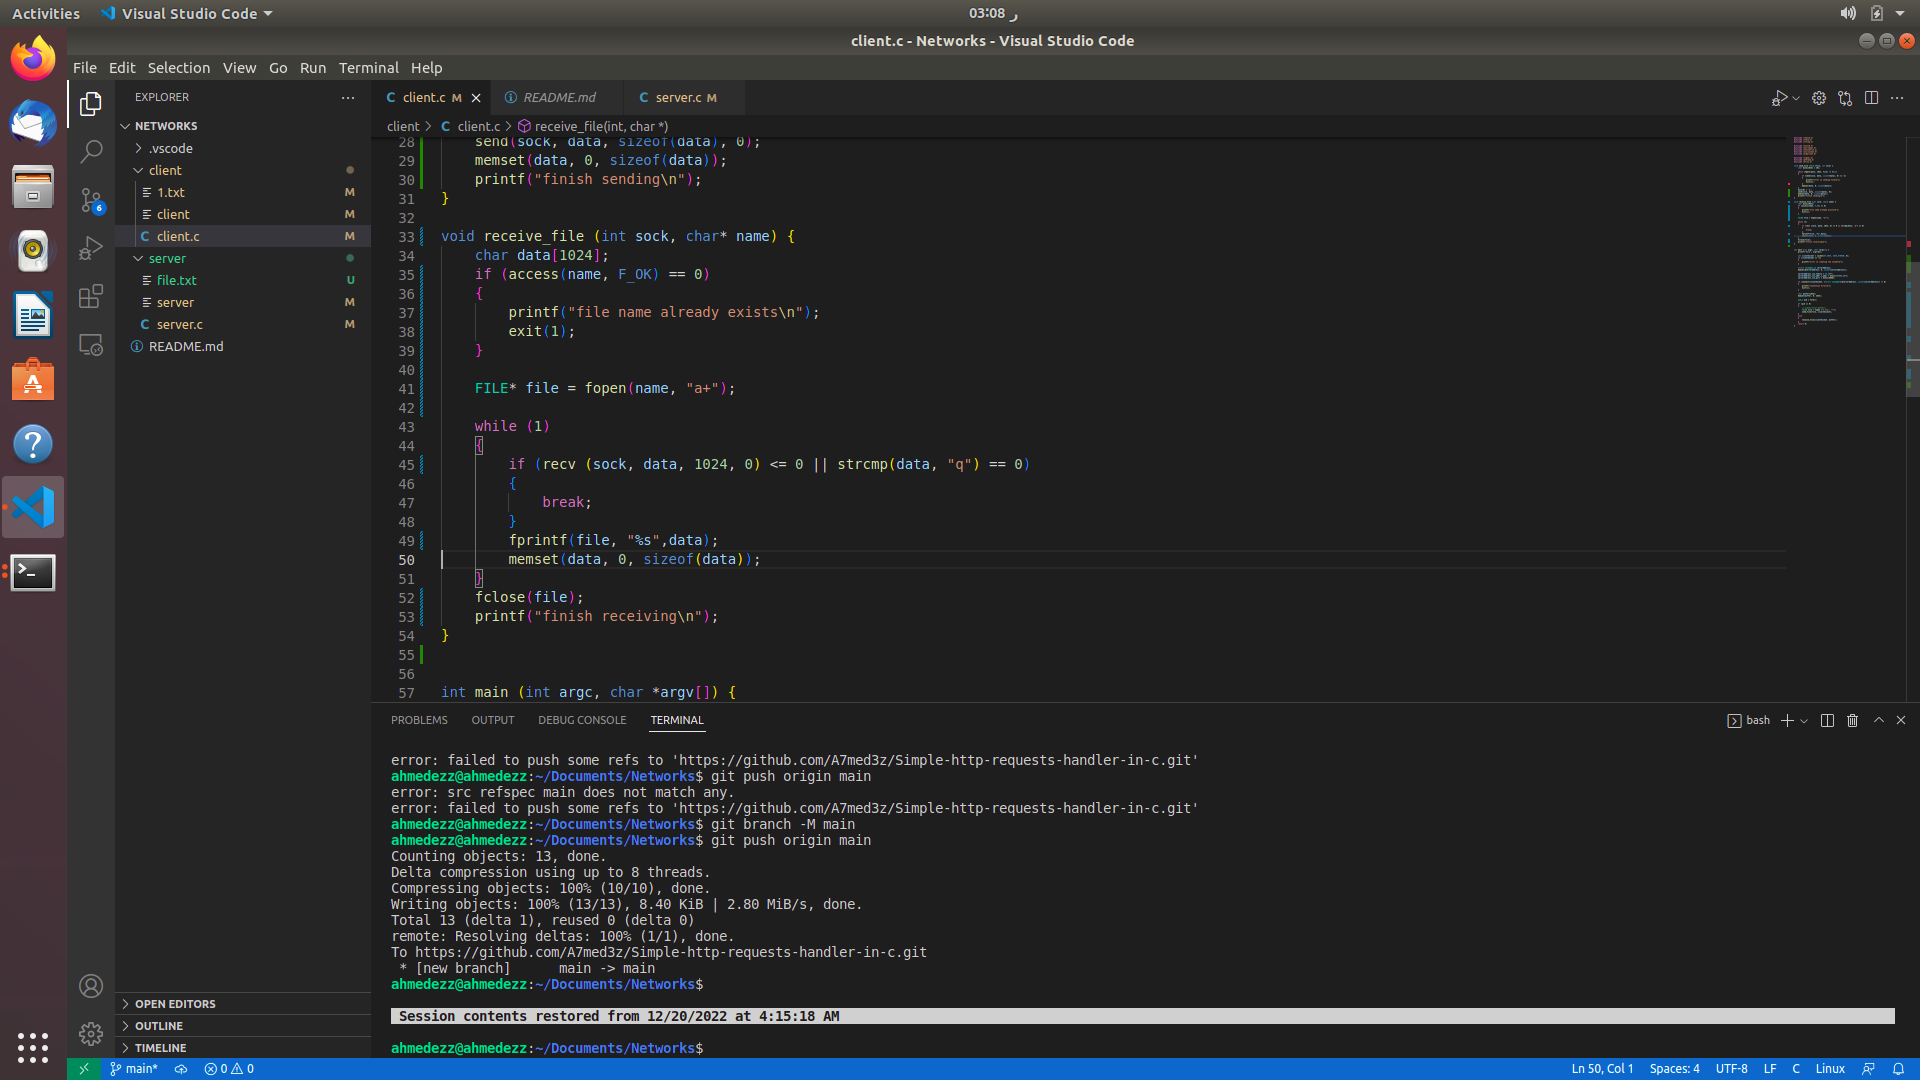 Activities
Visual Studio Code
03:08 ر
client.c - Networks - Visual Studio Code
File Edit Selection View Go Run Terminal Help
EXPLORER
NETWORKS
.vscode
client
1.txt M
client M
C client.c M
server
file.txt U
server M
C server.c M
README.md
OPEN EDITORS
OUTLINE
TIMELINE
6
C client.c M
README.md
C server.c M
client > C client.c > receive_file(int, char *)
28 send(sock, data, sizeof(data), 0);
29 memset(data, 0, sizeof(data));
30 printf("finish sending\n");
31 }
32
33 void receive_file (int sock, char* name) {
34 char data[1024];
35 if (access(name, F_OK) == 0)
36 {
37 printf("file name already exists\n");
38 exit(1);
39 }
40
41 FILE* file = fopen(name, "a+");
42
43 while (1)
44 {
45 if (recv (sock, data, 1024, 0) <= 0 || strcmp(data, "q") == 0)
46 {
47 break;
48 }
49 fprintf(file, "%s",data);
50 memset(data, 0, sizeof(data));
51 }
52 fclose(file);
53 printf("finish receiving\n");
54 }
55
56
57 int main (int argc, char *argv[]) {
PROBLEMS OUTPUT DEBUG CONSOLE TERMINAL
bash
error: failed to push some refs to 'https://github.com/A7med3z/Simple-http-requests-handler-in-c.git'
ahmedezz@ahmedezz:~/Documents/Networks$ git push origin main
error: src refspec main does not match any.
error: failed to push some refs to 'https://github.com/A7med3z/Simple-http-requests-handler-in-c.git'
ahmedezz@ahmedezz:~/Documents/Networks$ git branch -M main
ahmedezz@ahmedezz:~/Documents/Networks$ git push origin main
Counting objects: 13, done.
Delta compression using up to 8 threads.
Compressing objects: 100% (10/10), done.
Writing objects: 100% (13/13), 8.40 KiB | 2.80 MiB/s, done.
Total 13 (delta 1), reused 0 (delta 0)
remote: Resolving deltas: 100% (1/1), done.
To https://github.com/A7med3z/Simple-http-requests-handler-in-c.git
* [new branch] main -> main
ahmedezz@ahmedezz:~/Documents/Networks$
Session contents restored from 12/20/2022 at 4:15:18 AM
ahmedezz@ahmedezz:~/Documents/Networks$
main* 0 0
Ln 50, Col 1 Spaces: 4 UTF-8 LF C Linux